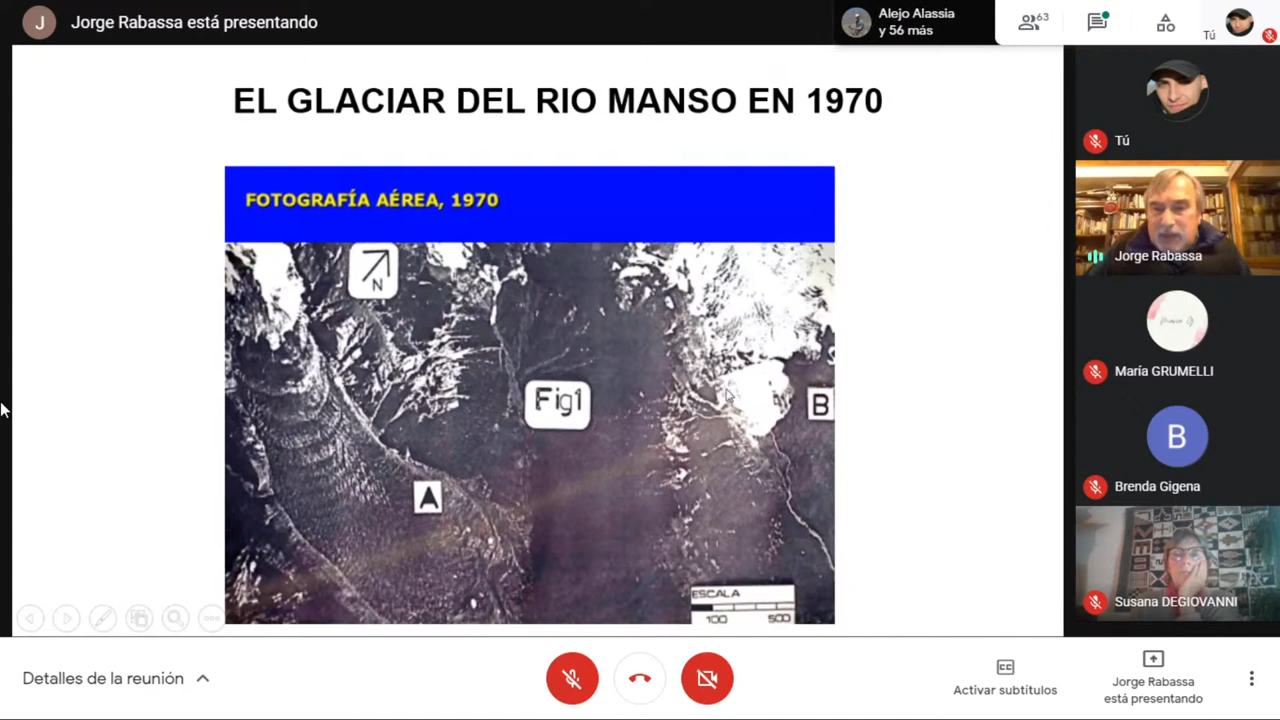 J
Jorge Rabassa está presentando
Alejo Alassia
y 56 más
63
Tú
EL GLACIAR DEL RIO MANSO EN 1970
FOTOGRAFÍA AÉREA, 1970
N
Fig1
B
A
ESCALA
100 500
Tú
Jorge Rabassa
María GRUMELLI
B
Brenda Gigena
Susana DEGIOVANNI
Detalles de la reunión
CC
Activar subtítulos
Jorge Rabassa
está presentando